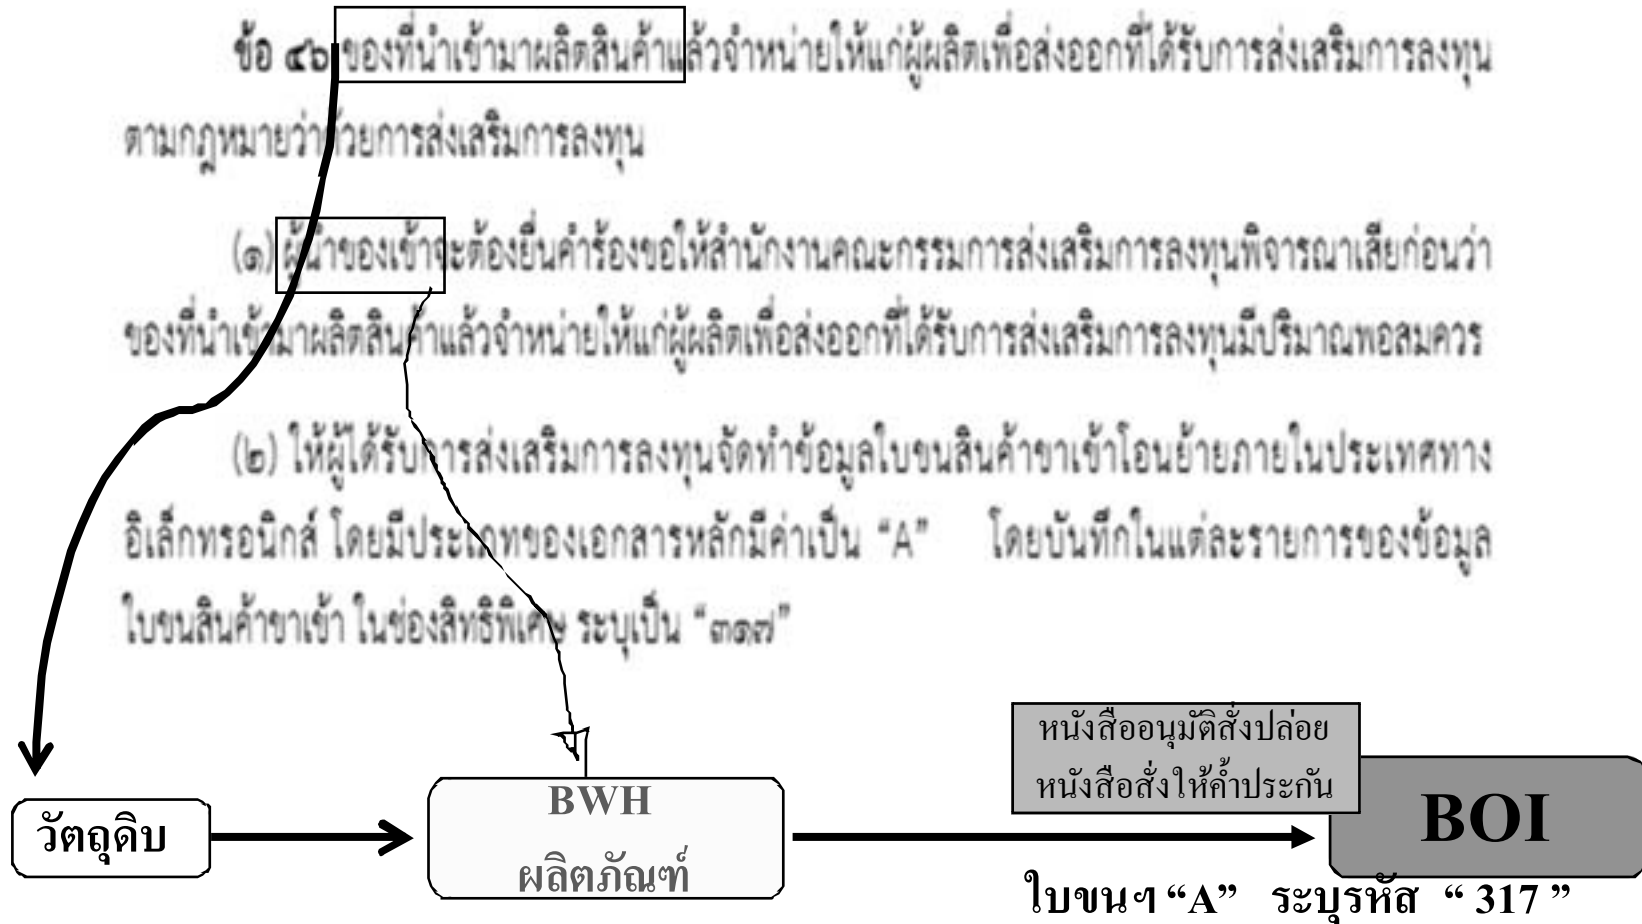 ข้อ ๔๖ ของที่นำเข้ามาผลิตสินค้าแล้วจำหน่ายให้แก่ผู้ผลิตเพื่อส่งออกที่ได้รับการส่งเสริมการลงทุน
ตามกฎหมายว่าด้วยการส่งเสริมการลงทุน
(๑) ผู้นำของเข้าจะต้องยื่นคำร้องขอให้สำนักงานคณะกรรมการส่งเสริมการลงทุนพิจารณาเสียก่อนว่า
ของที่นำเข้ามาผลิตสินค้าแล้วจำหน่ายให้แก่ผู้ผลิตเพื่อส่งออกที่ได้รับการส่งเสริมการลงทุนมีปริมาณพอสมควร
(๒) ให้ผู้ได้รับการส่งเสริมการลงทุนจัดทำข้อมูลใบขนสินค้าขาเข้าโอนย้ายภายในประเทศทาง
อิเล็กทรอนิกส์ โดยมีประเภทของเอกสารหลักมีค่าเป็น “A” โดยบันทึกในแต่ละรายการของข้อมูล
ใบขนสินค้าขาเข้า ในช่องสิทธิพิเศษ ระบุเป็น “๓๑๗”
หนังสืออนุมัติสั่งปล่อย
หนังสือสั่งให้ค้ำประกัน
วัตถุดิบ
BWH
ผลิตภัณฑ์
BOI
ใบขนฯ “A” ระบุรหัส “ 317 ”